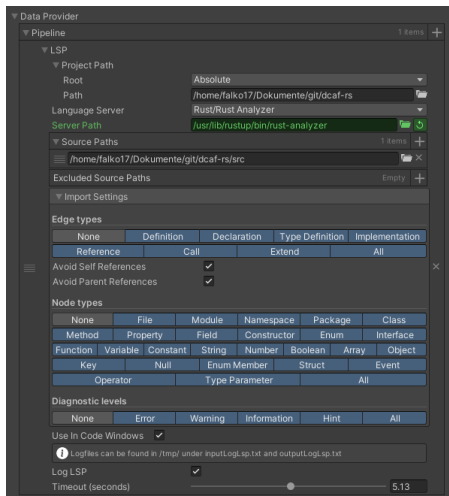 Data Provider
Pipeline 1 items
LSP
Project Path
Root Absolute
Path /home/falko17/Dokumente/git/dcaf-rs
Language Server Rust/Rust Analyzer
Server Path /usr/lib/rustup/bin/rust-analyzer
Source Paths 1 items
/home/falko17/Dokumente/git/dcaf-rs/src
Excluded Source Paths Empty
Import Settings
Edge types
None Definition Declaration Type Definition Implementation
Reference Call Extend All
Avoid Self References
Avoid Parent References
Node types
None File Module Namespace Package Class
Method Property Field Constructor Enum Interface
Function Variable Constant String Number Boolean Array Object
Key Null Enum Member Struct Event
Operator Type Parameter All
Diagnostic levels
None Error Warning Information Hint All
Use In Code Windows
Logfiles can be found in /tmp/ under inputLogLsp.txt and outputLogLsp.txt
Log LSP
Timeout (seconds) 5.13